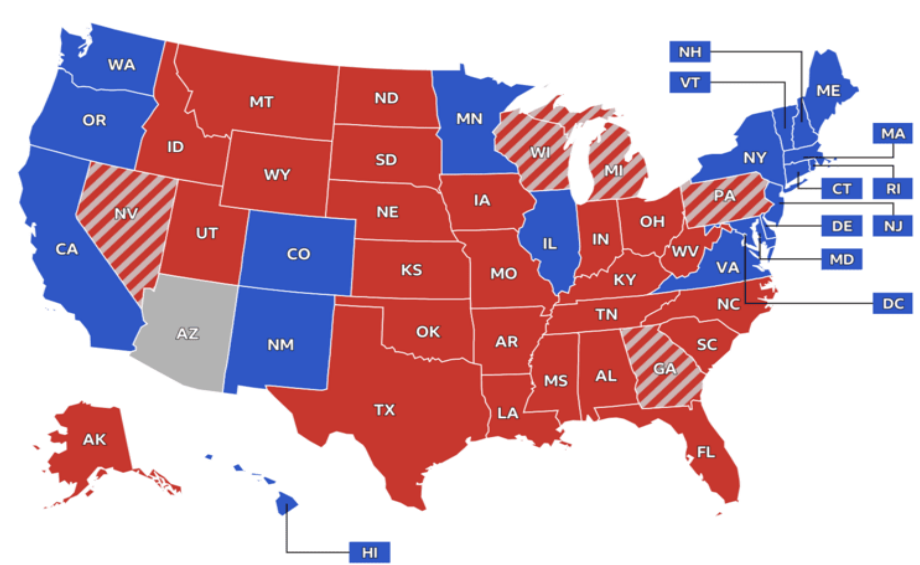 NH
WA
VT
ME
MT
ND
MN
OR
MA
ID
WI
NY
SD
MI
WY
CT
RI
PA
IA
NV
NE
OH
DE
NJ
UT
IL
IN
CA
CO
WV
MD
KS
VA
MO
KY
DC
NC
TN
OK
AZ
NM
AR
SC
MS
AL
GA
TX
LA
AK
FL
HI